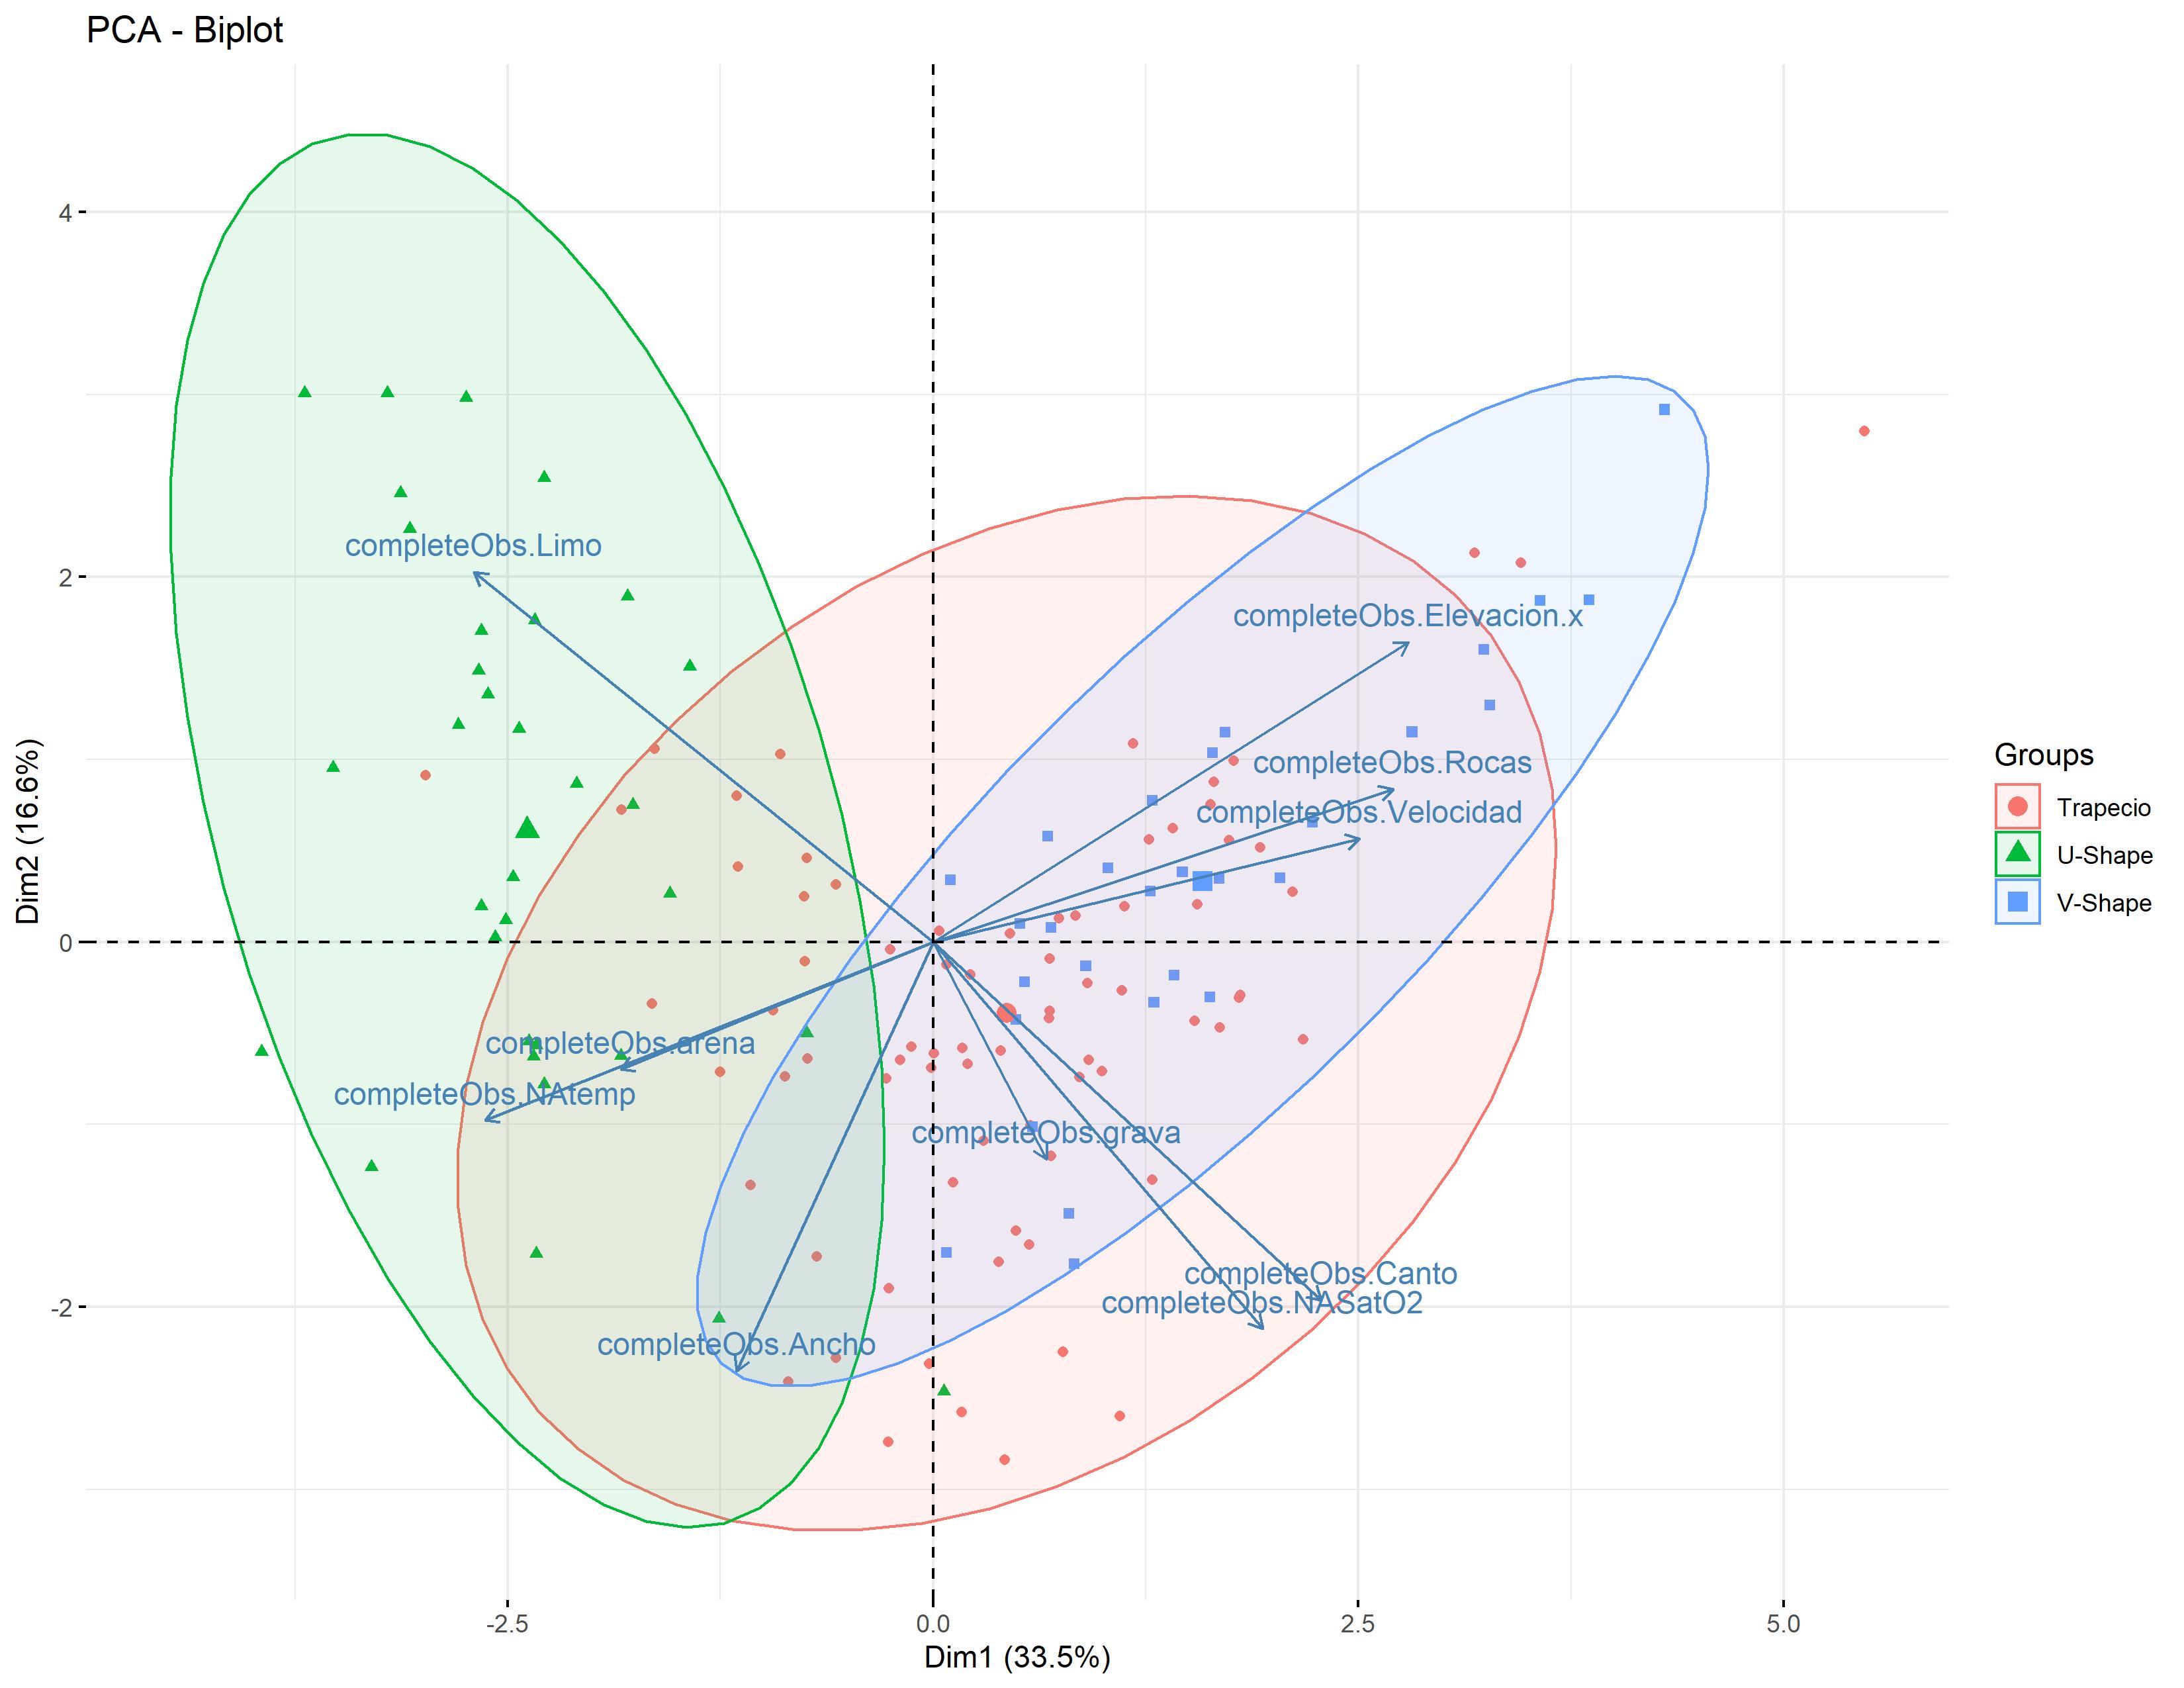 PCA - Biplot
4
2
0
-2
Dim2 (16.6%)
completeObs.Limo
completeObs.Elevacion.x
completeObs.Rocas
completeObs.Velocidad
completeObs.arena
completeObs.NAtemp
completeObs.grava
completeObs.Canto
completeObs.NASatO2
completeObs.Ancho
-2.5
0.0
2.5
5.0
Dim1 (33.5%)
Groups
Trapecio
U-Shape
V-Shape